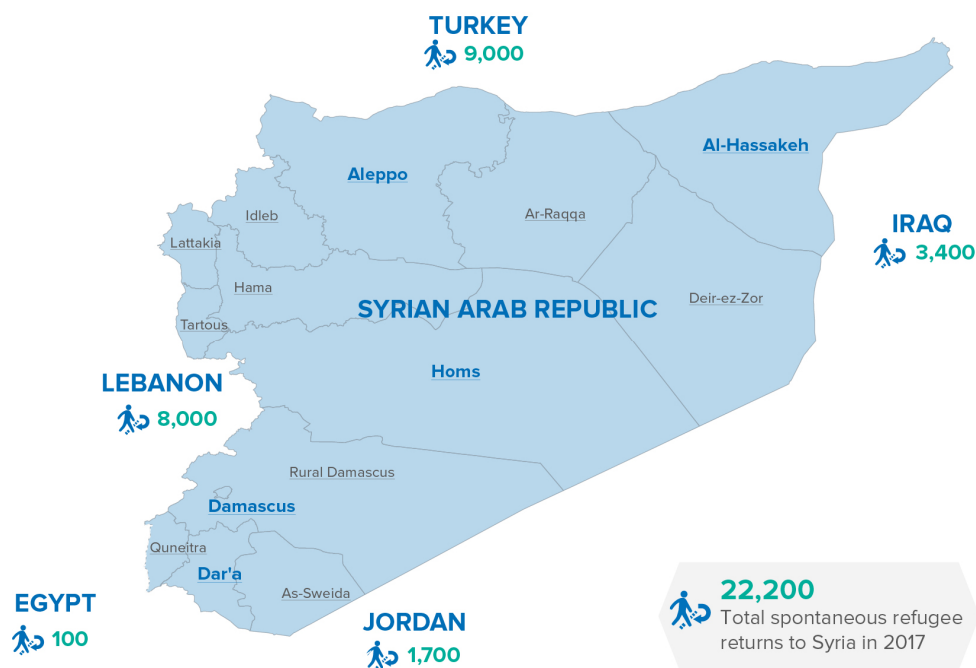 TURKEY
9,000
Al-Hassakeh
Aleppo
Idleb
Ar-Raqqa
IRAQ
3,400
Lattakia
Hama
Deir-ez-Zor
SYRIAN ARAB REPUBLIC
Tartous
Homs
LEBANON
8,000
Rural Damascus
Damascus
Quneitra
Dar'a
As-Sweida
EGYPT
100
JORDAN
1,700
22,200
Total spontaneous refugee
returns to Syria in 2017